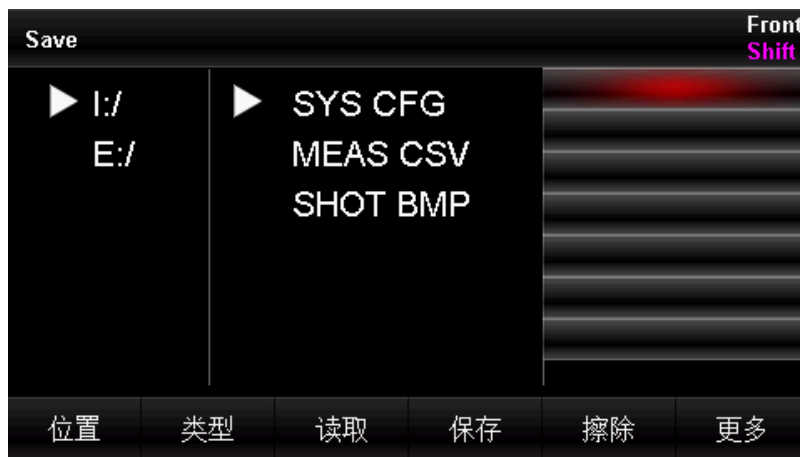 Save
Front
Shift
I:/
E:/
SYS CFG
MEAS CSV
SHOT BMP
位置 类型 读取 保存 擦除 更多